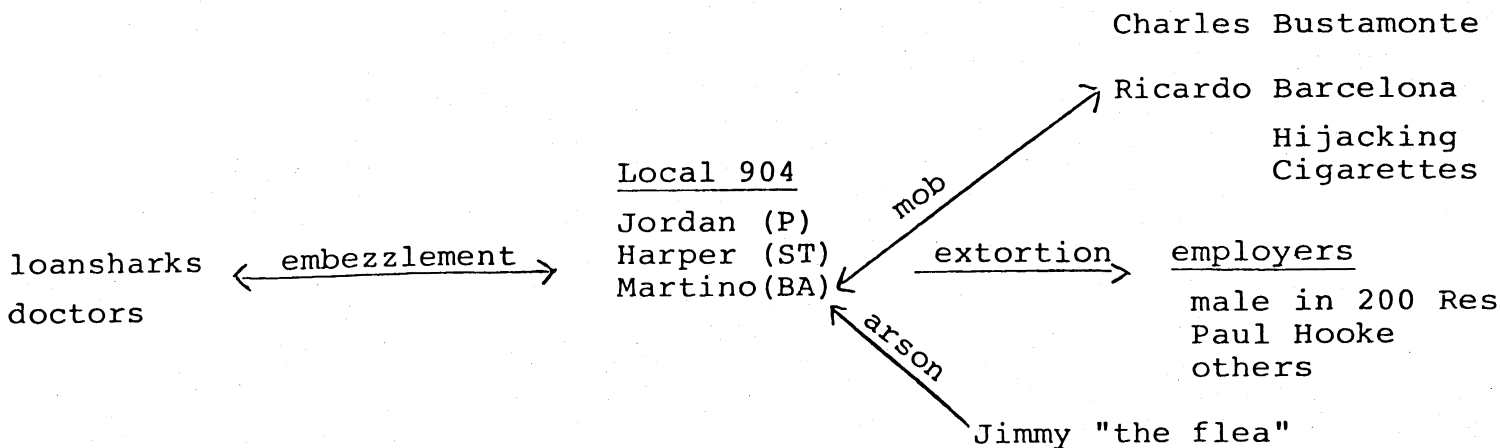 Charles Bustamonte
Ricardo Barcelona
Hijacking
Cigarettes
mob
Local 904
Jordan (P)
Harper (ST)
Martino(BA)
loansharks
doctors
embezzlement
extortion
employers
male in 200 Res
Paul Hooke
others
arson
Jimmy "the flea"